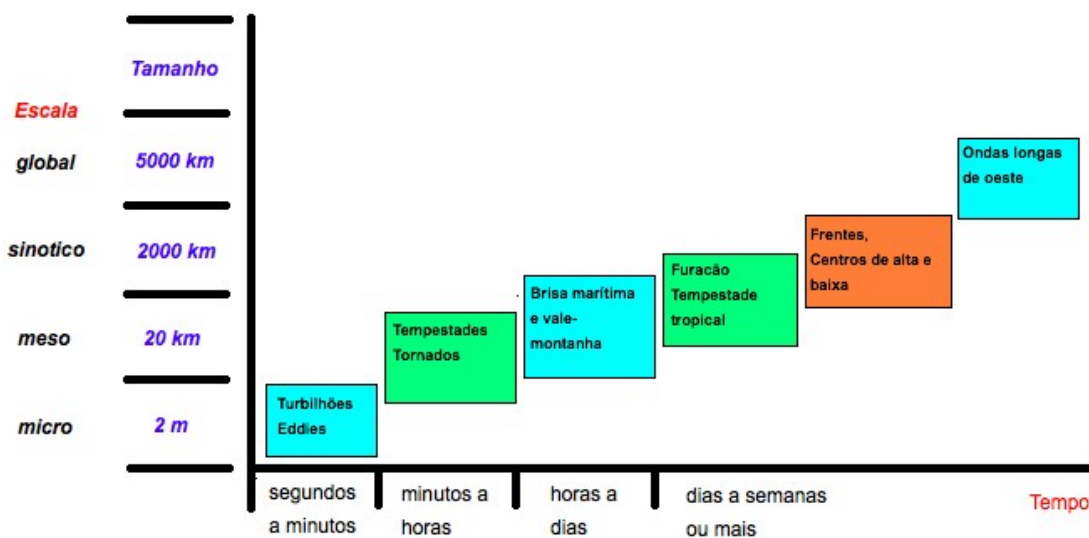 Tamanho
Escala
global
5000 km
sinotico
2000 km
meso
20 km
micro
2 m
Ondas longas
de oeste
Frentes,
Centros de alta e
baixa
Furacão
Tempestade
tropical
Brisa marítima
e vale-
montanha
Tempestades
Tornados
Turbilhões
Eddies
segundos
a minutos
minutos a
horas
horas a
dias
dias a semanas
ou mais
Tempo